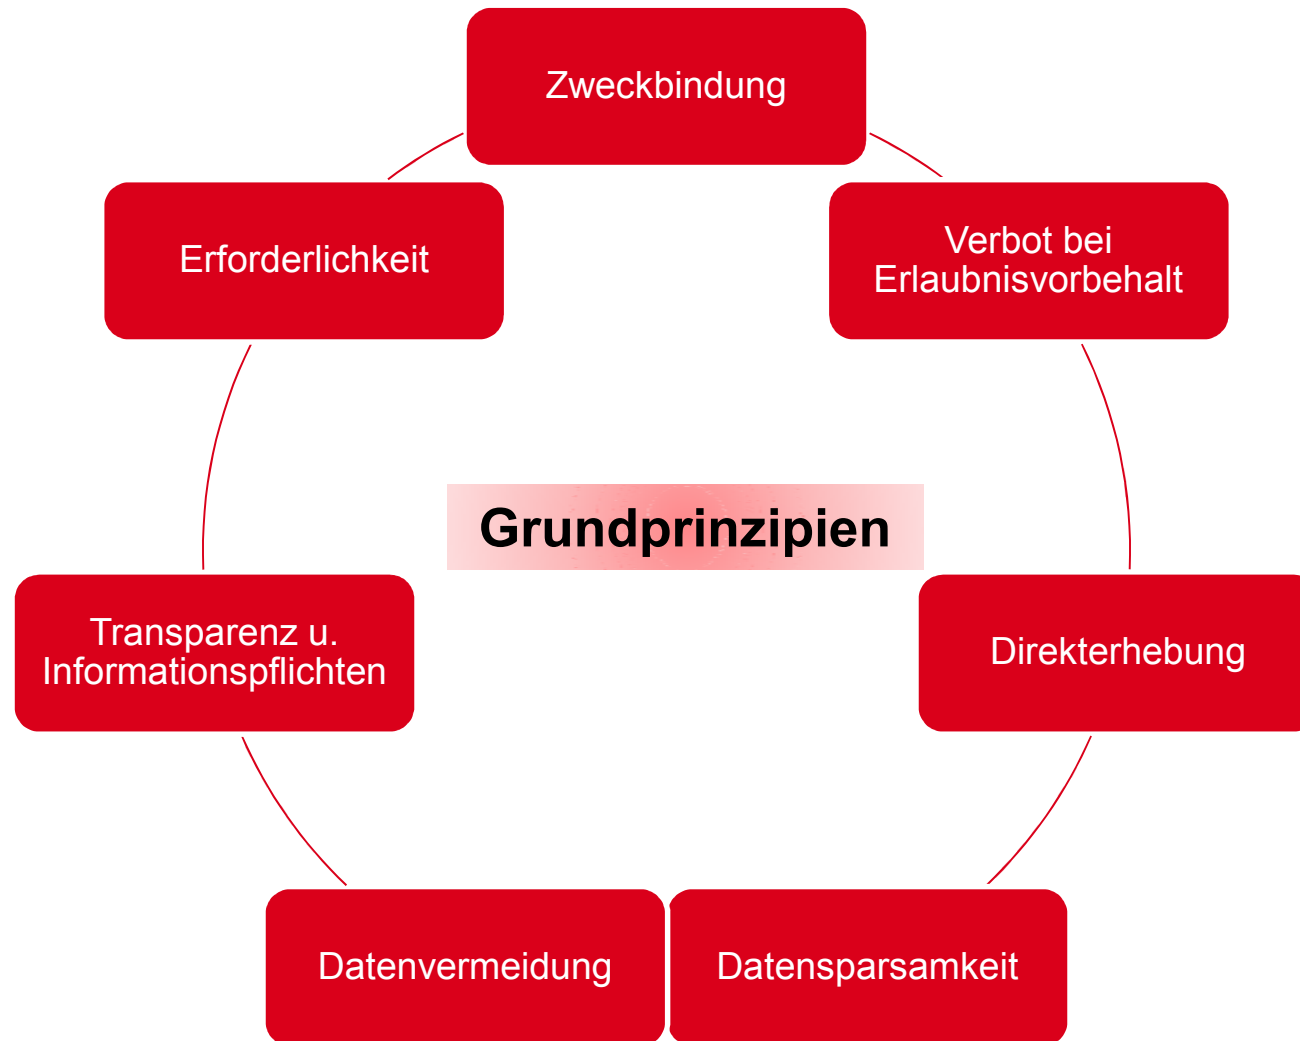 Zweckbindung
Erforderlichkeit
Verbot bei
Erlaubnisvorbehalt
Grundprinzipien
Transparenz u.
Informationspflichten
Direkterhebung
Datenvermeidung
Datensparsamkeit